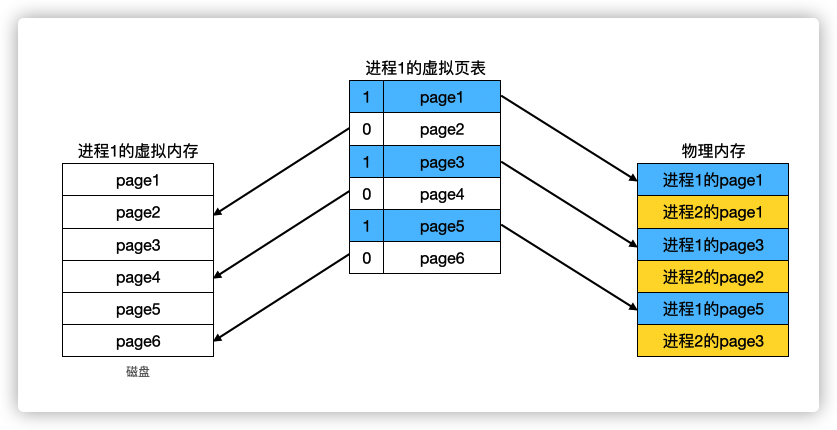 进程1的虚拟页表
1 page1
0 page2
1 page3
0 page4
1 page5
0 page6
进程1的虚拟内存
page1
page2
page3
page4
page5
page6
磁盘
物理内存
进程1的page1
进程2的page1
进程1的page3
进程2的page2
进程1的page5
进程2的page3